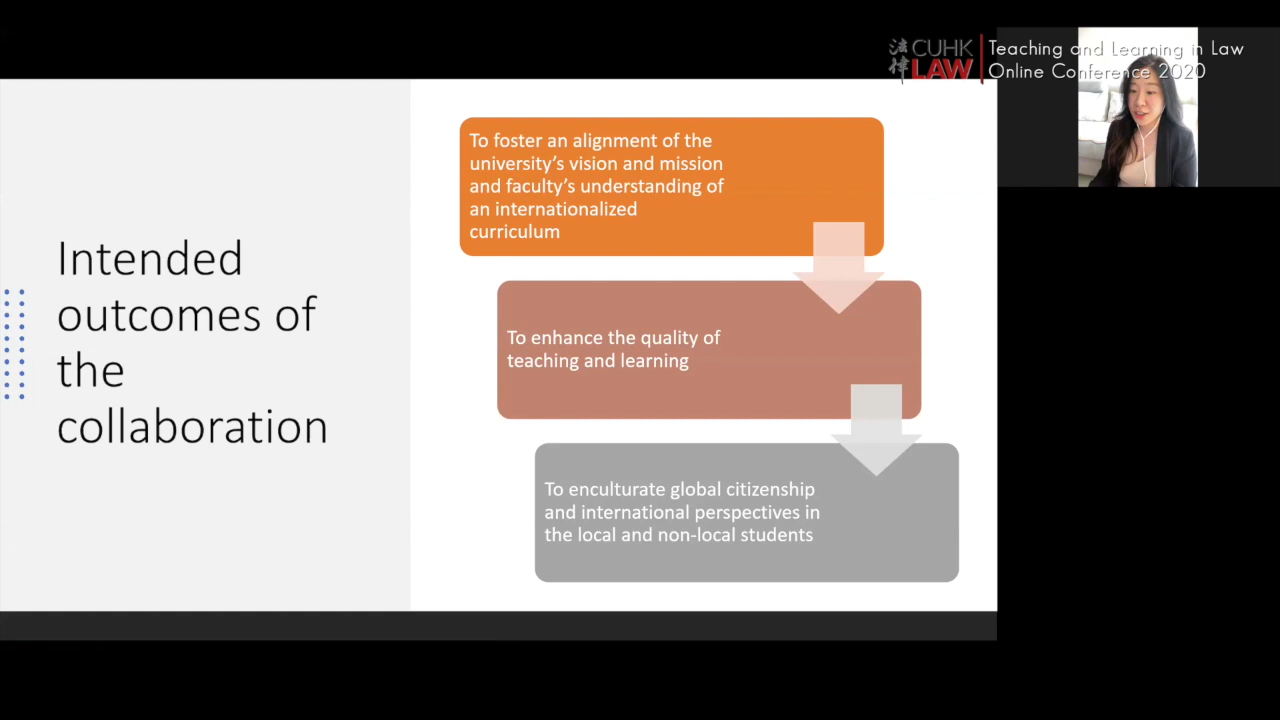 法律
CUHK
LAW
Teaching and Learning in Law
Online Conference 2020
Intended
outcomes of
the
collaboration
To foster an alignment of the
university's vision and mission
and faculty's understanding of
an internationalized
curriculum
To enhance the quality of
teaching and learning
To enculturate global citizenship
and international perspectives in
the local and non-local students